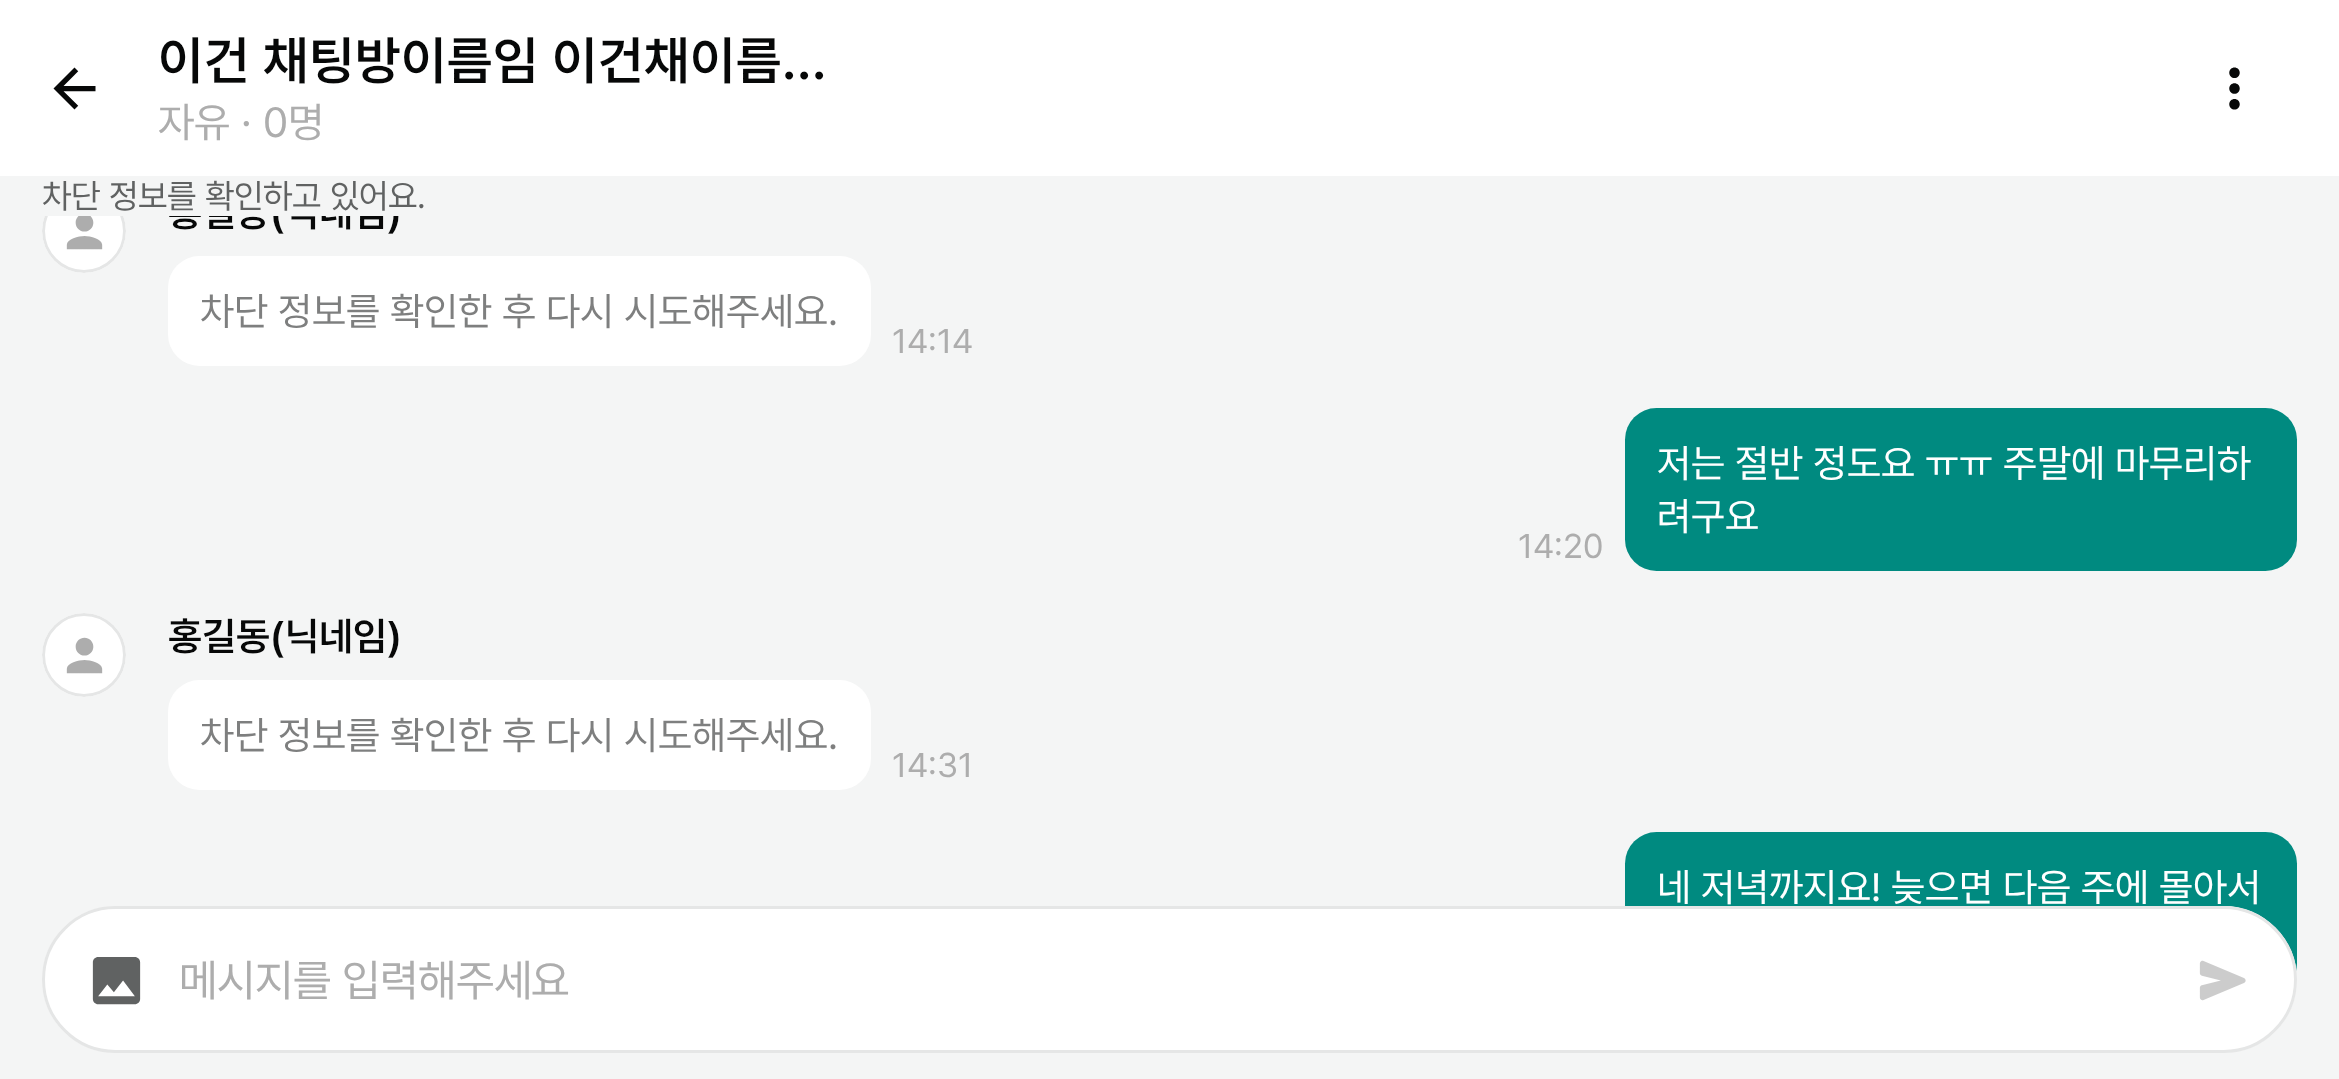 이건 채팅방이름임 이건채이름...
자유 · 0명
차단 정보를 확인하고 있어요.
홍길동(닉네임)
차단 정보를 확인한 후 다시 시도해주세요.
14:14
저는 절반 정도요 ㅠㅠ 주말에 마무리하
려구요
14:20
홍길동(닉네임)
차단 정보를 확인한 후 다시 시도해주세요.
14:31
네 저녁까지요! 늦으면 다음 주에 몰아서
메시지를 입력해주세요